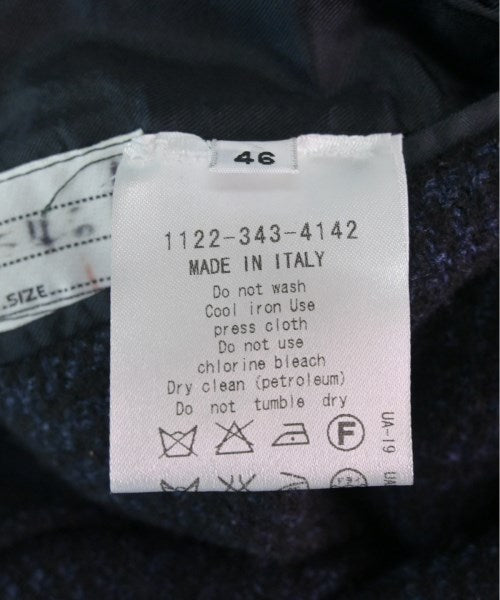 46
1122-343-4142
MADE IN ITALY
Do not wash
Cool iron Use
press cloth
Do not use
chlorine bleach
Dry clean (petroleum)
Do not tumble dry
F
UA-19 UA
SIZE